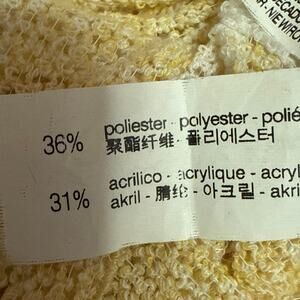 36% poliester - polyester - polié
聚酯纤维 - 폴리에스터
31% acrilico - acrylique - acryl
akril - 腈纶 - 아크릴 - akri